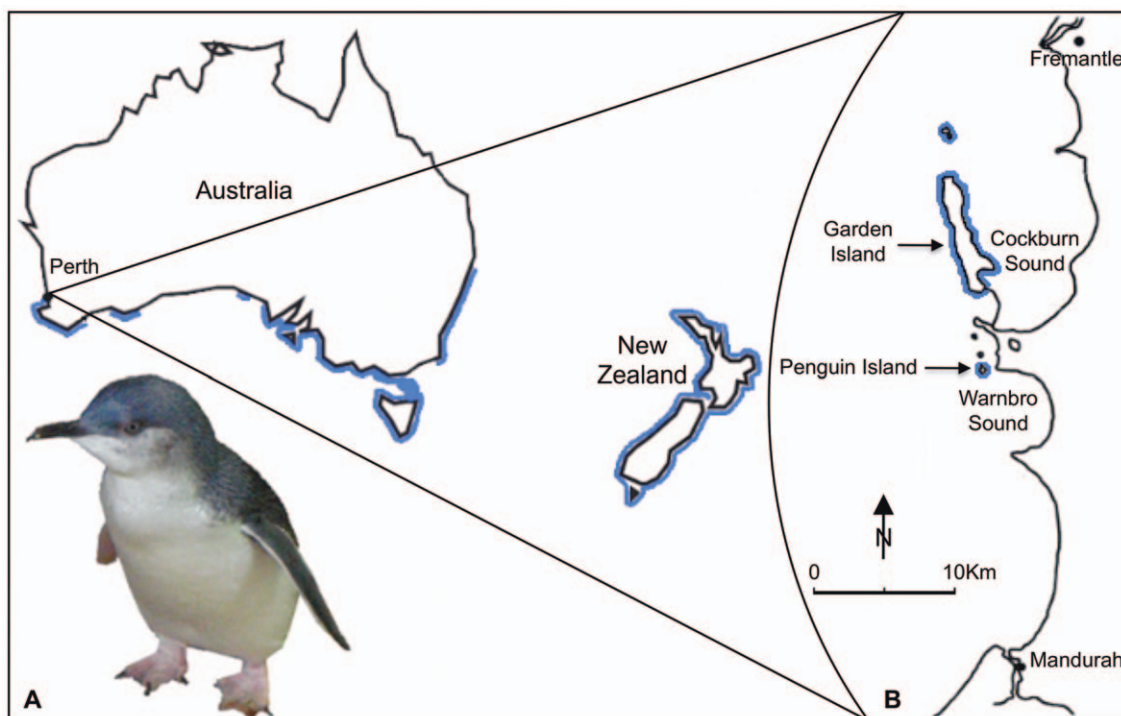 Australia
Perth
New
Zealand
A
Fremantle
Garden
Island
Cockburn
Sound
Penguin Island
Warnbro
Sound
N
0 10Km
Mandurah
B